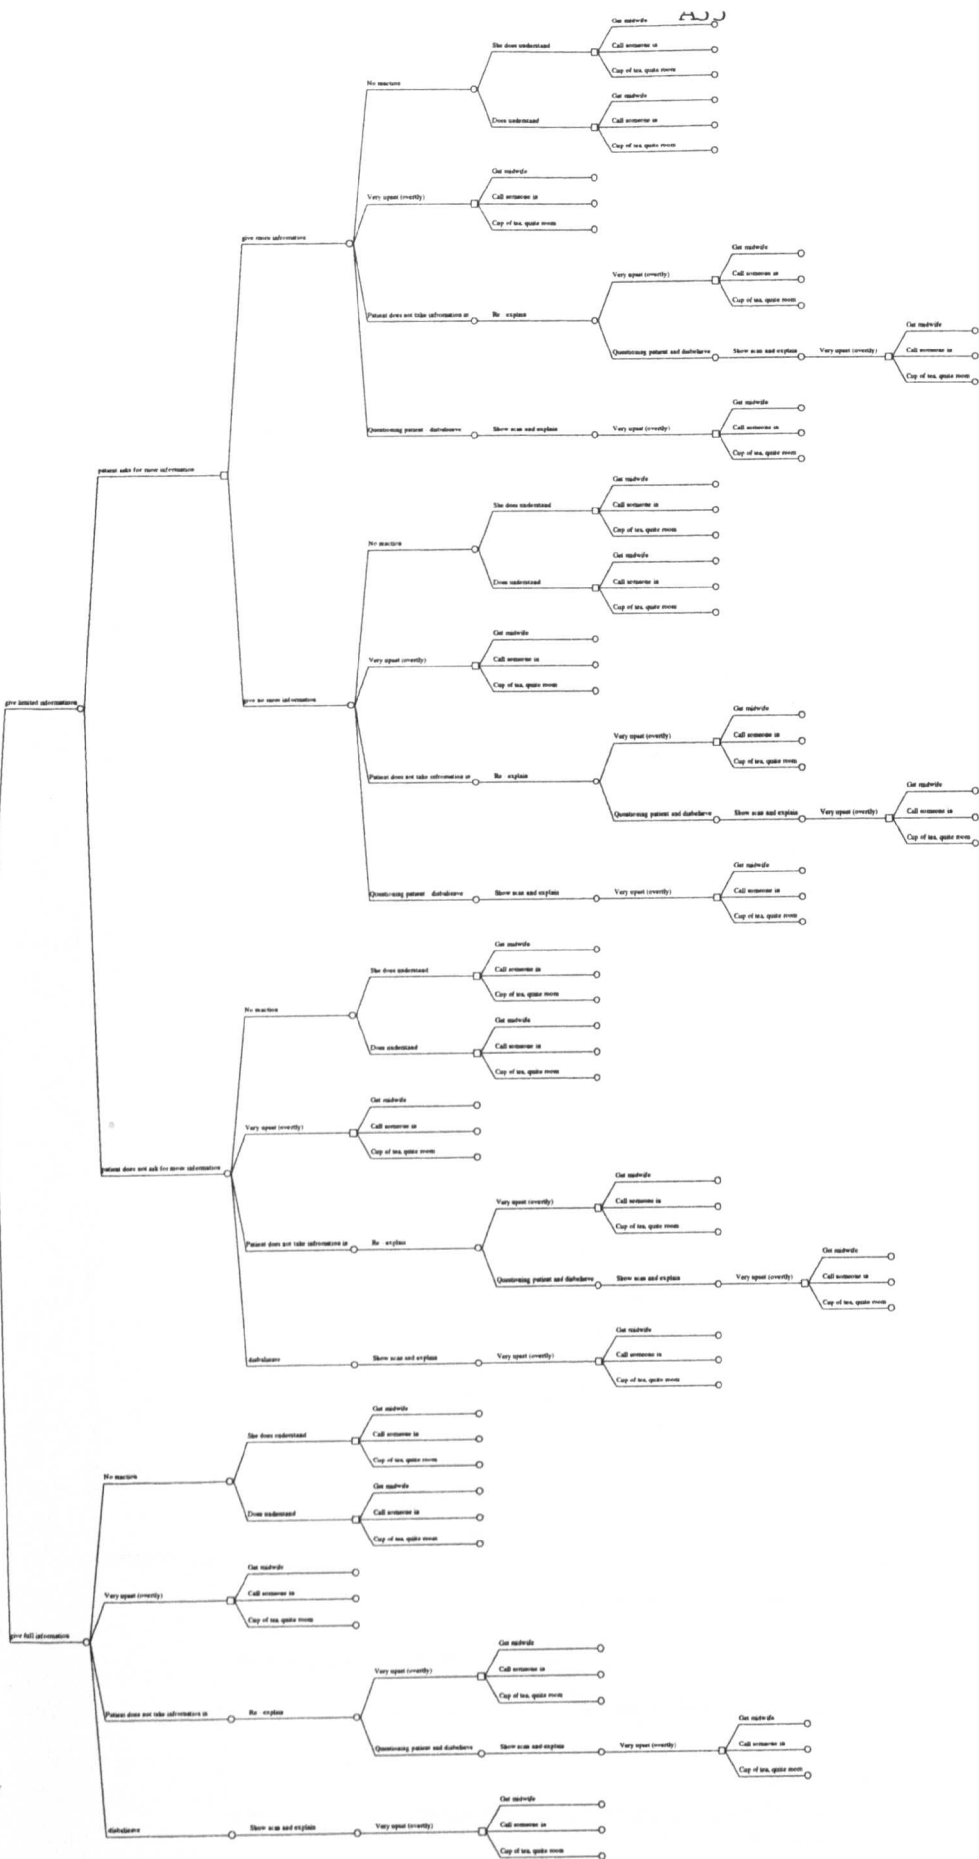 A55
Get midwife
She does understand
Call someone in
Cup of tea, quite room
No reaction
Get midwife
Does understand
Call someone in
Cup of tea, quite room
Get midwife
Very upset (overtly)
Call someone in
Cup of tea, quite room
give more information
Get midwife
Very upset (overtly)
Call someone in
Cup of tea, quite room
Patient does not take information in
Re explain
Get midwife
Questioning patient and disbelieve
Show scan and explain
Very upset (overtly)
Call someone in
Cup of tea, quite room
Get midwife
Questioning patient disbelieve
Show scan and explain
Very upset (overtly)
Call someone in
Cup of tea, quite room
patient asks for more information
Get midwife
She does understand
Call someone in
Cup of tea, quite room
No reaction
Get midwife
Does understand
Call someone in
Cup of tea, quite room
Get midwife
Very upset (overtly)
Call someone in
Cup of tea, quite room
give limited informations
give no more information
Get midwife
Very upset (overtly)
Call someone in
Cup of tea, quite room
Patient does not take information in
Re explain
Get midwife
Questioning patient and disbelieve
Show scan and explain
Very upset (overtly)
Call someone in
Cup of tea, quite room
Get midwife
Questioning patient disbelieve
Show scan and explain
Very upset (overtly)
Call someone in
Cup of tea, quite room
Get midwife
She does understand
Call someone in
Cup of tea, quite room
No reaction
Get midwife
Does understand
Call someone in
Cup of tea, quite room
Get midwife
Very upset (overtly)
Call someone in
Cup of tea, quite room
patient does not ask for more information
Get midwife
Very upset (overtly)
Call someone in
Cup of tea, quite room
Patient does not take information in
Re explain
Get midwife
Questioning patient and disbelieve
Show scan and explain
Very upset (overtly)
Call someone in
Cup of tea, quite room
Get midwife
disbelieave
Show scan and explain
Very upset (overtly)
Call someone in
Cup of tea, quite room
Get midwife
She does understand
Call someone in
Cup of tea, quite room
No reaction
Get midwife
Does understand
Call someone in
Cup of tea, quite room
Get midwife
Very upset (overtly)
Call someone in
Cup of tea, quite room
give full information
Get midwife
Very upset (overtly)
Call someone in
Cup of tea, quite room
Patient does not take information in
Re explain
Get midwife
Questioning patient and disbelieve
Show scan and explain
Very upset (overtly)
Call someone in
Cup of tea, quite room
Get midwife
disbelieave
Show scan and explain
Very upset (overtly)
Call someone in
Cup of tea, quite room